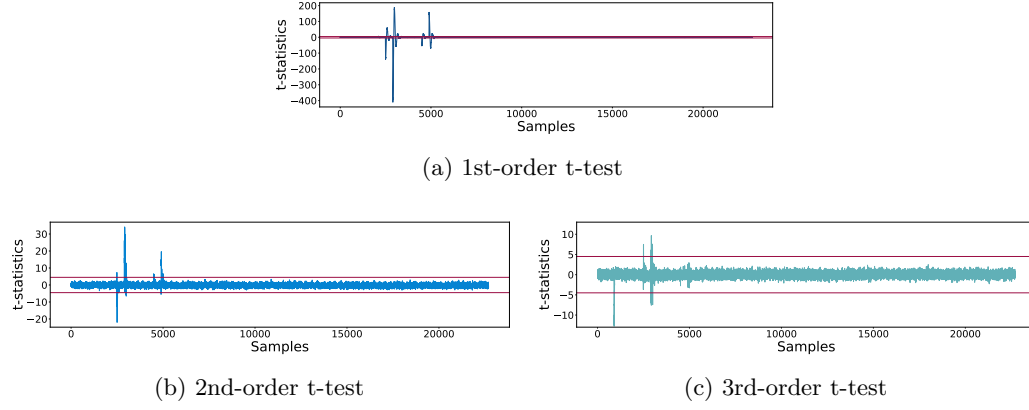 200
100
0
−100
−200
−300
−400
t-statistics
0 5000 10000 15000 20000
Samples
(a) 1st-order t-test
30
20
10
0
−10
−20
t-statistics
0 5000 10000 15000 20000
Samples
(b) 2nd-order t-test
10
5
0
−5
−10
t-statistics
0 5000 10000 15000 20000
Samples
(c) 3rd-order t-test